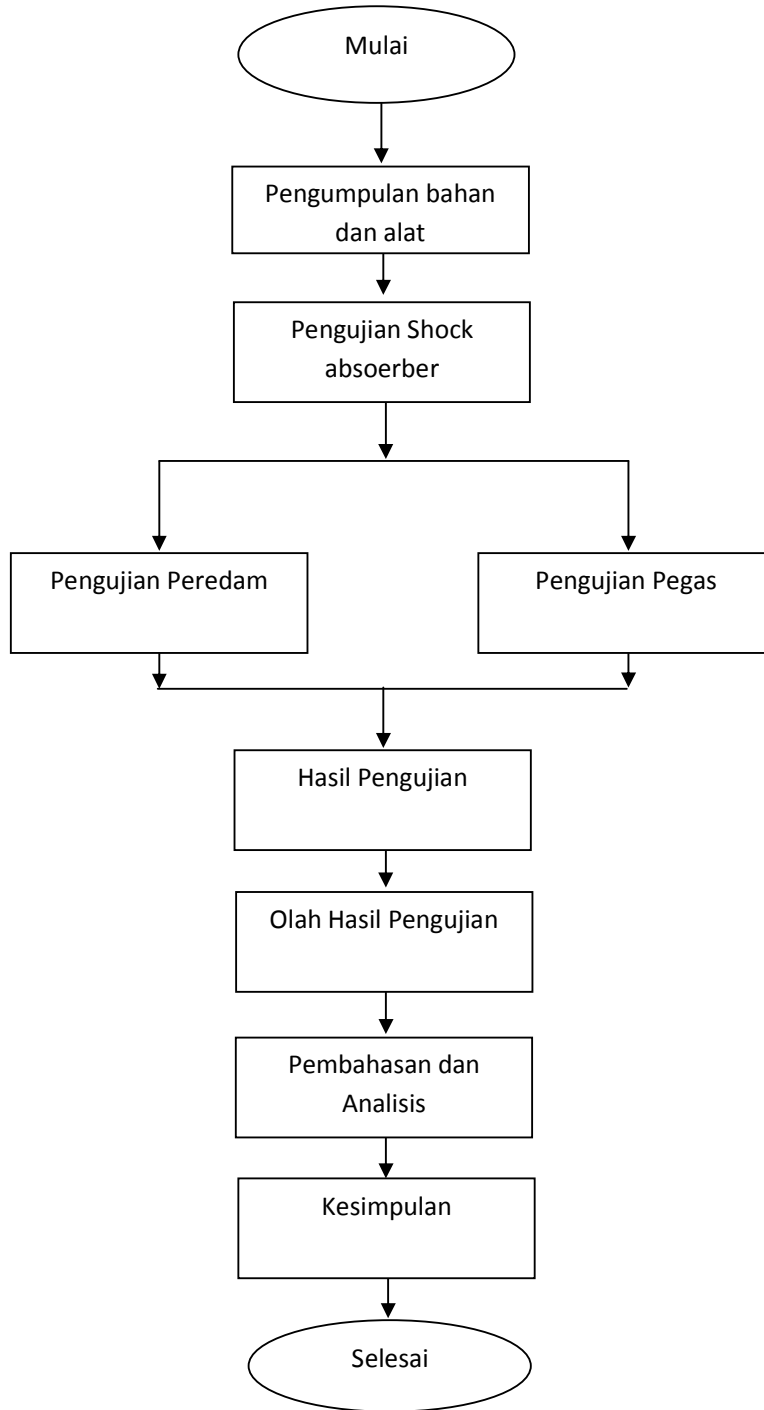 Mulai
Pengumpulan bahan
dan alat
Pengujian Shock
absoerber
Pengujian Peredam
Pengujian Pegas
Hasil Pengujian
Olah Hasil Pengujian
Pembahasan dan
Analisis
Kesimpulan
Selesai